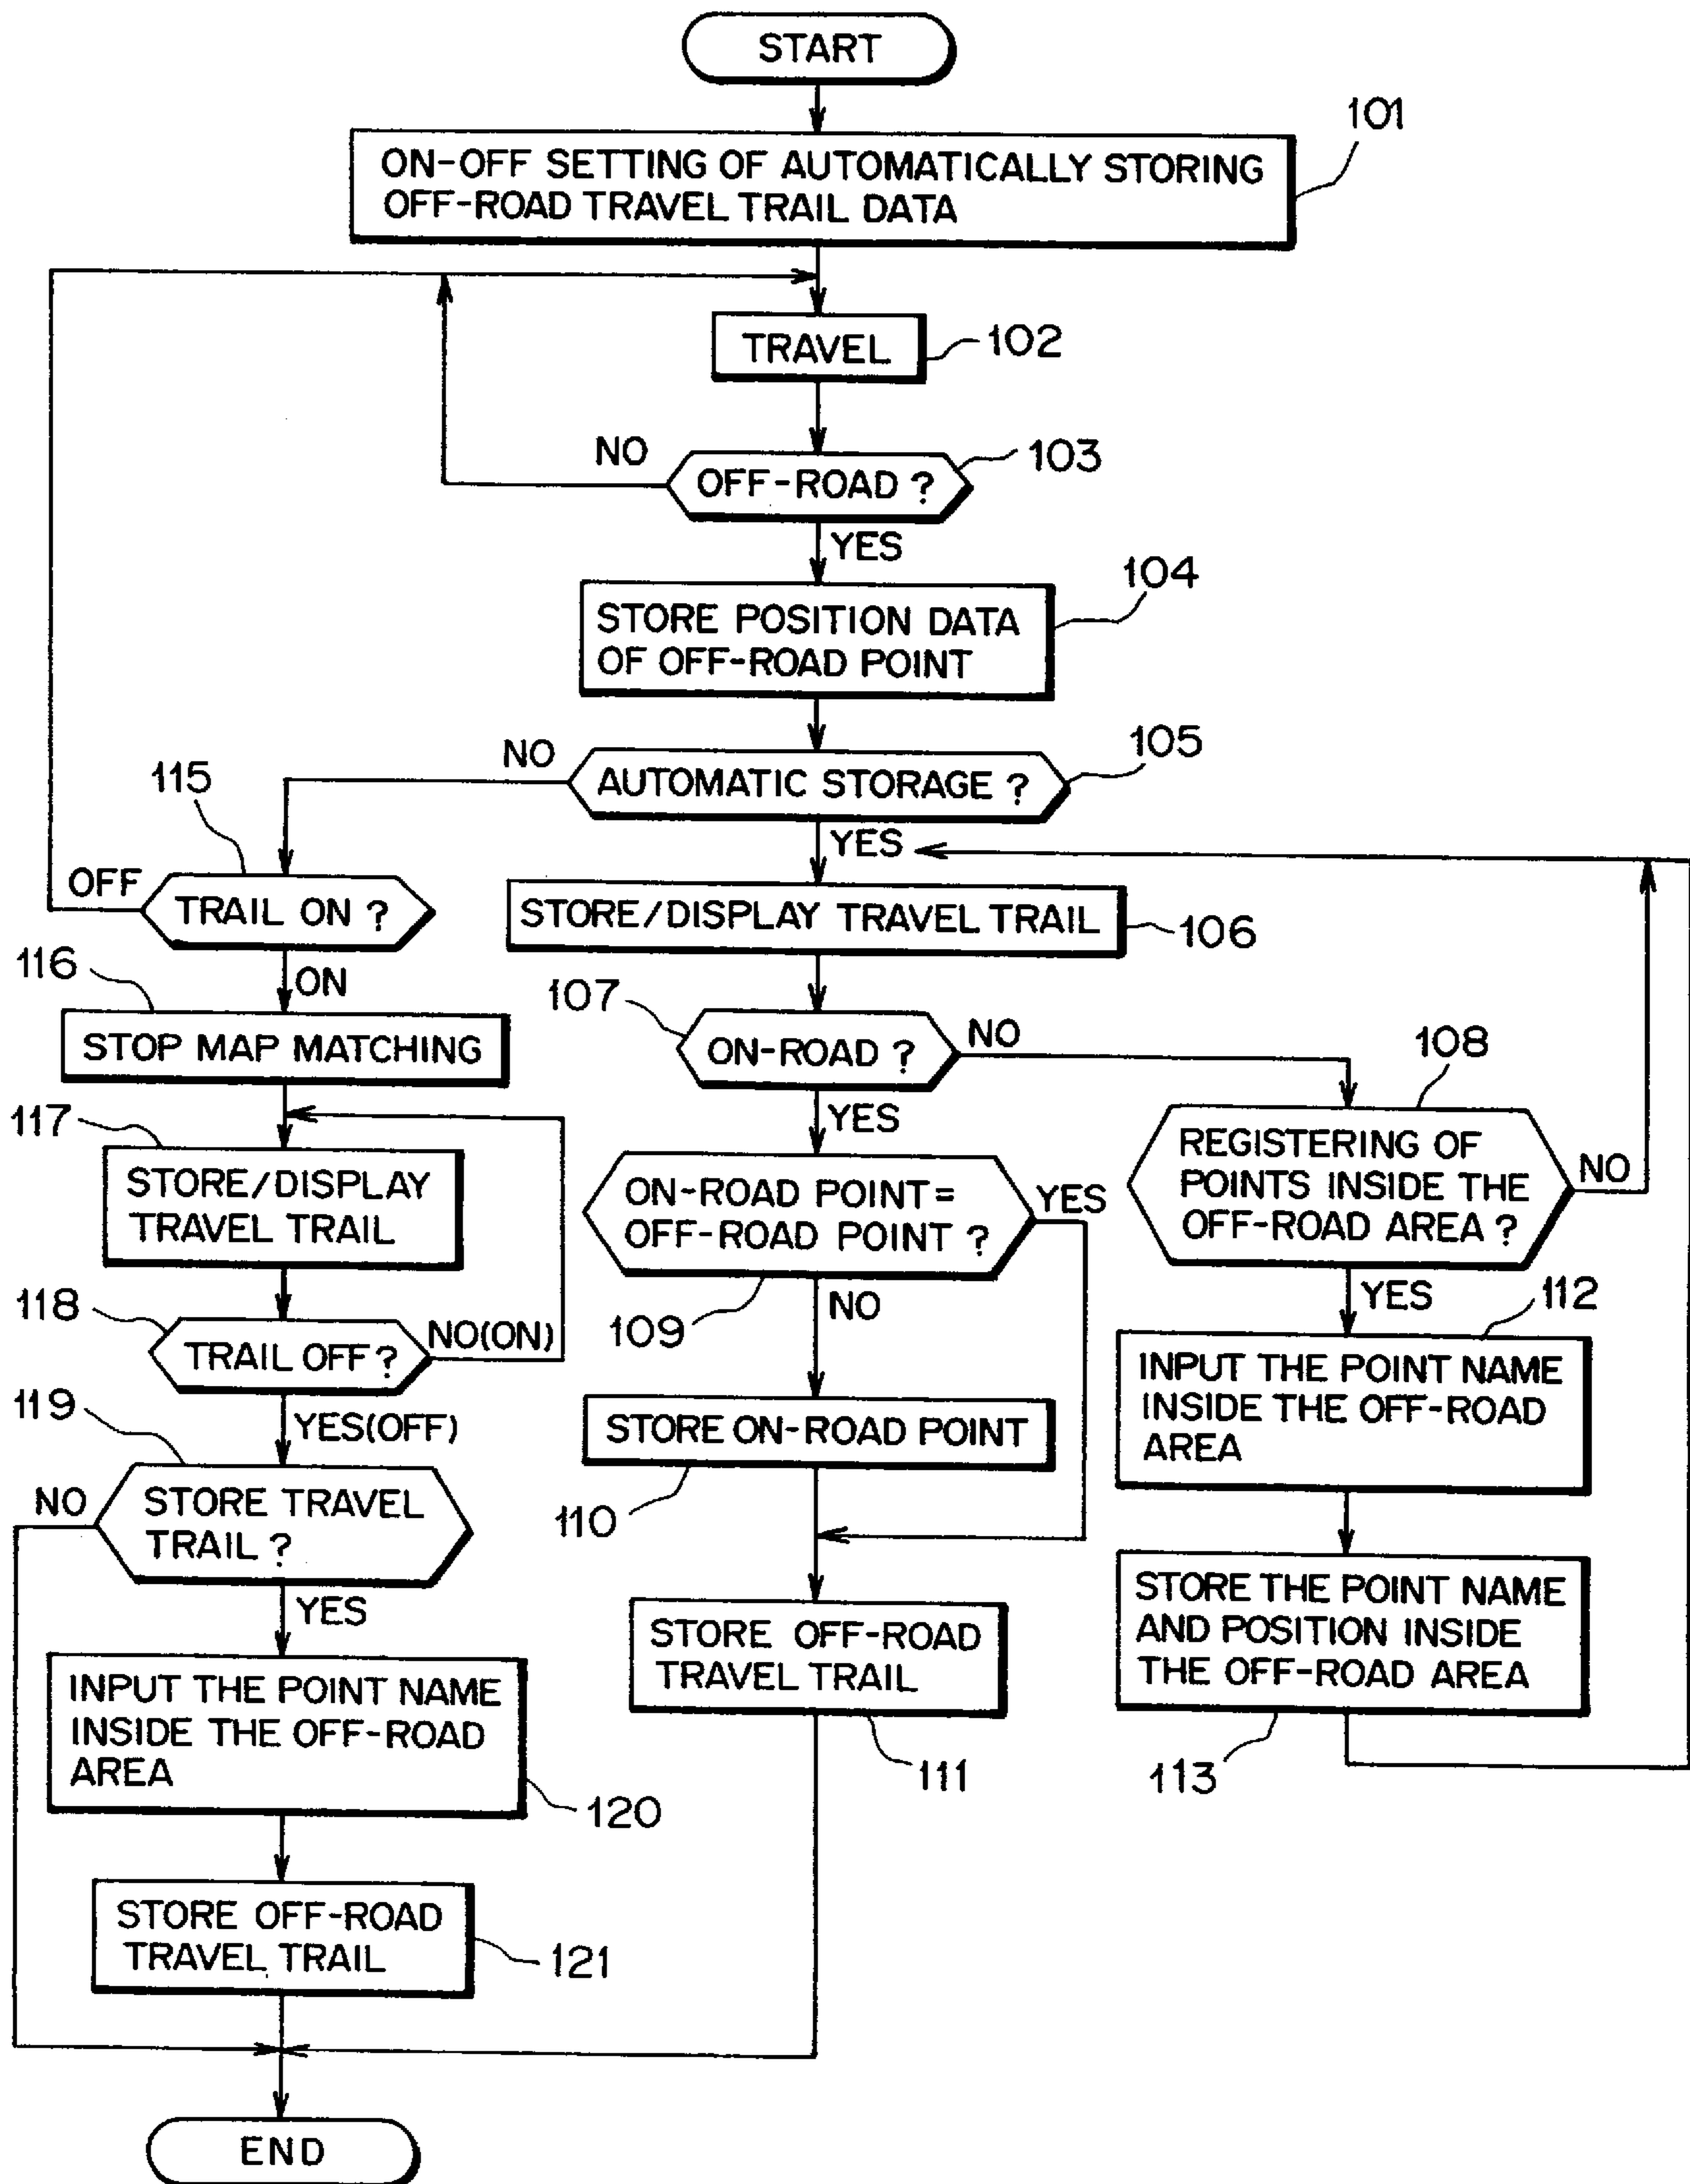 START
101
ON-OFF SETTING OF AUTOMATICALLY STORING
OFF-ROAD TRAVEL TRAIL DATA
TRAVEL
102
NO
OFF-ROAD ?
103
YES
104
STORE POSITION DATA
OF OFF-ROAD POINT
NO
AUTOMATIC STORAGE ?
105
115
YES
OFF
TRAIL ON ?
STORE/DISPLAY TRAVEL TRAIL
106
116
ON
STOP MAP MATCHING
107
ON-ROAD ?
NO
108
YES
117
STORE/DISPLAY
TRAVEL TRAIL
ON-ROAD POINT =
OFF-ROAD POINT ?
YES
REGISTERING OF
POINTS INSIDE THE
OFF-ROAD AREA ?
NO
118
TRAIL OFF ?
NO(ON)
109
NO
YES
112
INPUT THE POINT NAME
INSIDE THE OFF-ROAD
AREA
119
YES(OFF)
STORE ON-ROAD POINT
110
NO
STORE TRAVEL
TRAIL ?
YES
STORE THE POINT NAME
AND POSITION INSIDE
THE OFF-ROAD AREA
113
STORE OFF-ROAD
TRAVEL TRAIL
111
INPUT THE POINT NAME
INSIDE THE OFF-ROAD
AREA
120
STORE OFF-ROAD
TRAVEL TRAIL
121
END